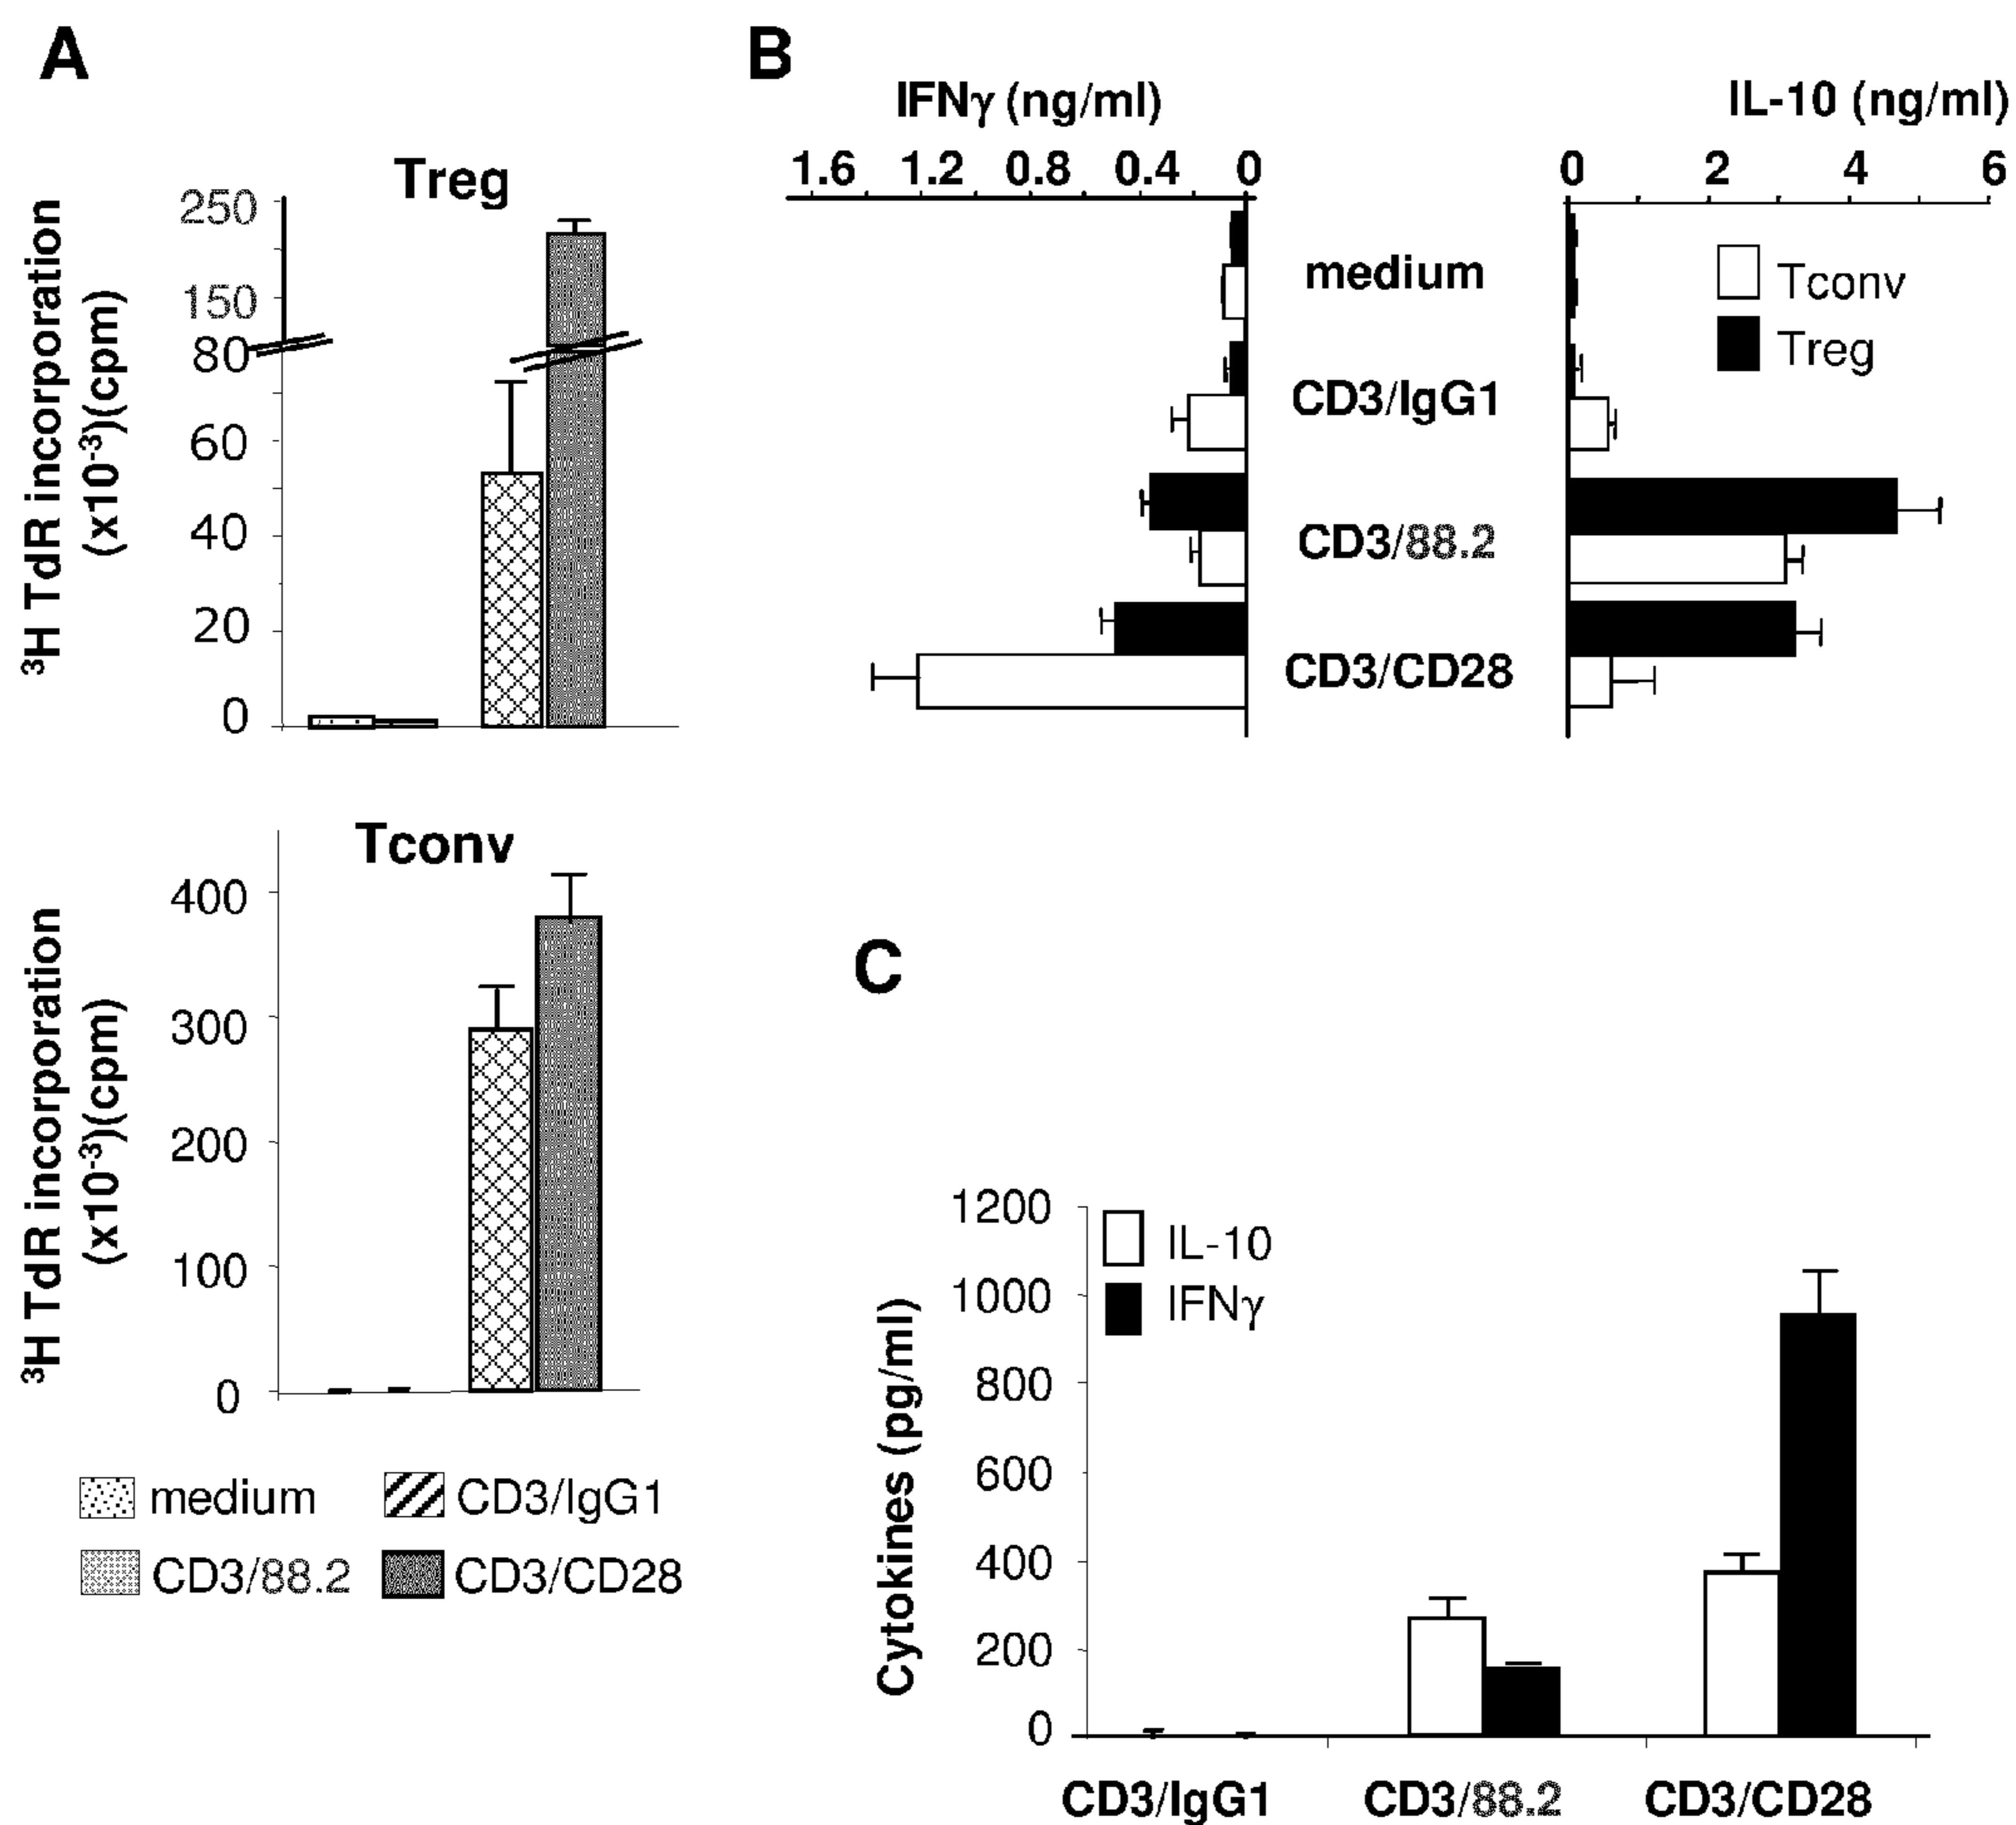 A
Treg
³H TdR incorporation
(x10⁻³)(cpm)
250
150
80
60
40
20
0
Tconv
³H TdR incorporation
(x10⁻³)(cpm)
400
300
200
100
0
medium
CD3/IgG1
CD3/88.2
CD3/CD28
B
IFNγ (ng/ml)
IL-10 (ng/ml)
1.6 1.2 0.8 0.4 0
0 2 4 6
medium
CD3/IgG1
CD3/88.2
CD3/CD28
Tconv
Treg
C
Cytokines (pg/ml)
1200
1000
800
600
400
200
0
IL-10
IFNγ
CD3/IgG1
CD3/88.2
CD3/CD28